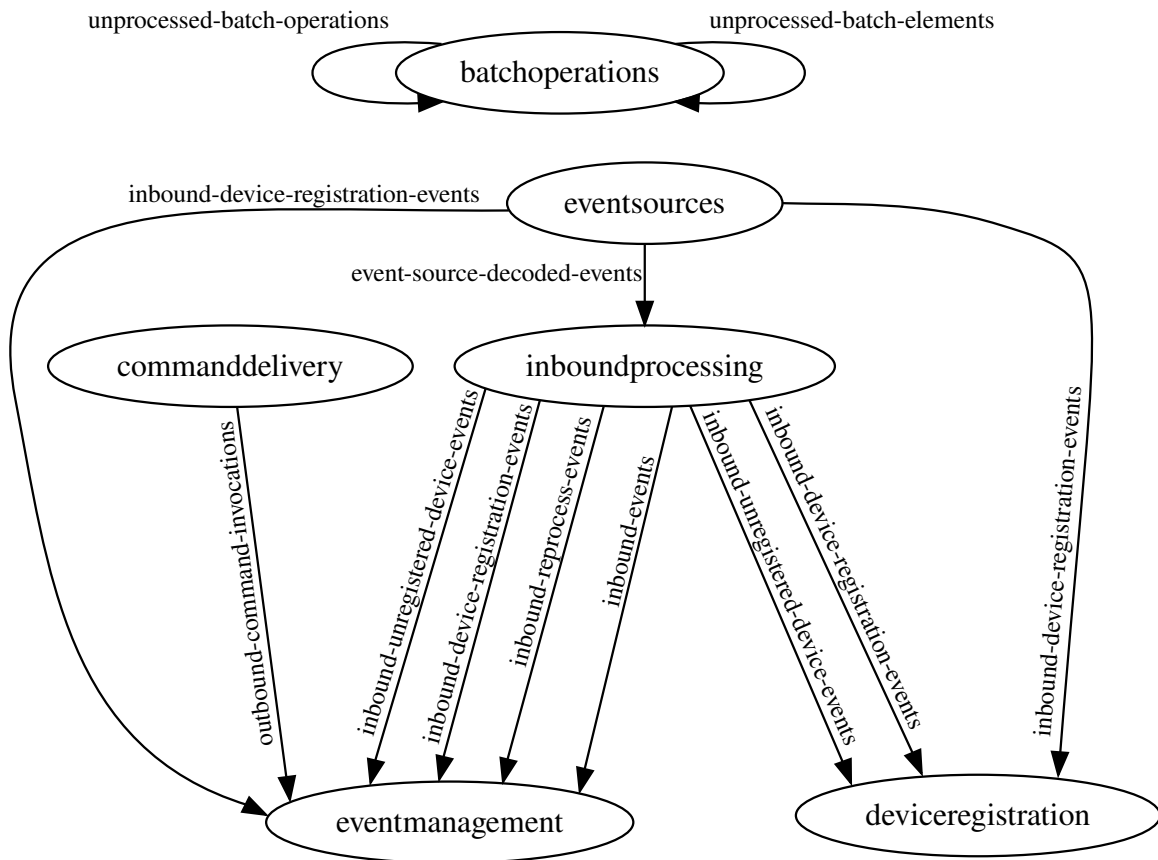 unprocessed-batch-operations
unprocessed-batch-elements
batchoperations
inbound-device-registration-events
eventsources
event-source-decoded-events
commanddelivery
inboundprocessing
outbound-command-invocations
inbound-unregistered-device-events
inbound-device-registration-events
inbound-reprocess-events
inbound-events
inbound-unregistered-device-events
inbound-device-registration-events
inbound-device-registration-events
eventmanagement
deviceregistration